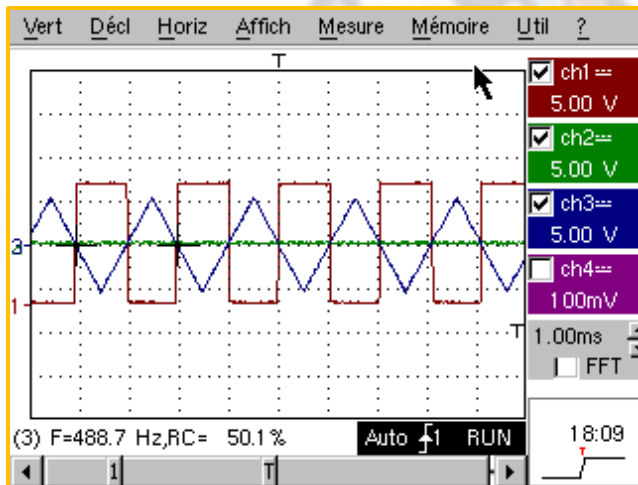 Vert Décl Horiz Affich Mesure Mémoire Util ?
T
ch1
5.00 V
ch2
5.00 V
ch3
5.00 V
ch4
100mV
3
1
T
1.00ms
FFT
(3) F=488.7 Hz,RC= 50.1% Auto 1 RUN
18:09
T
1 T